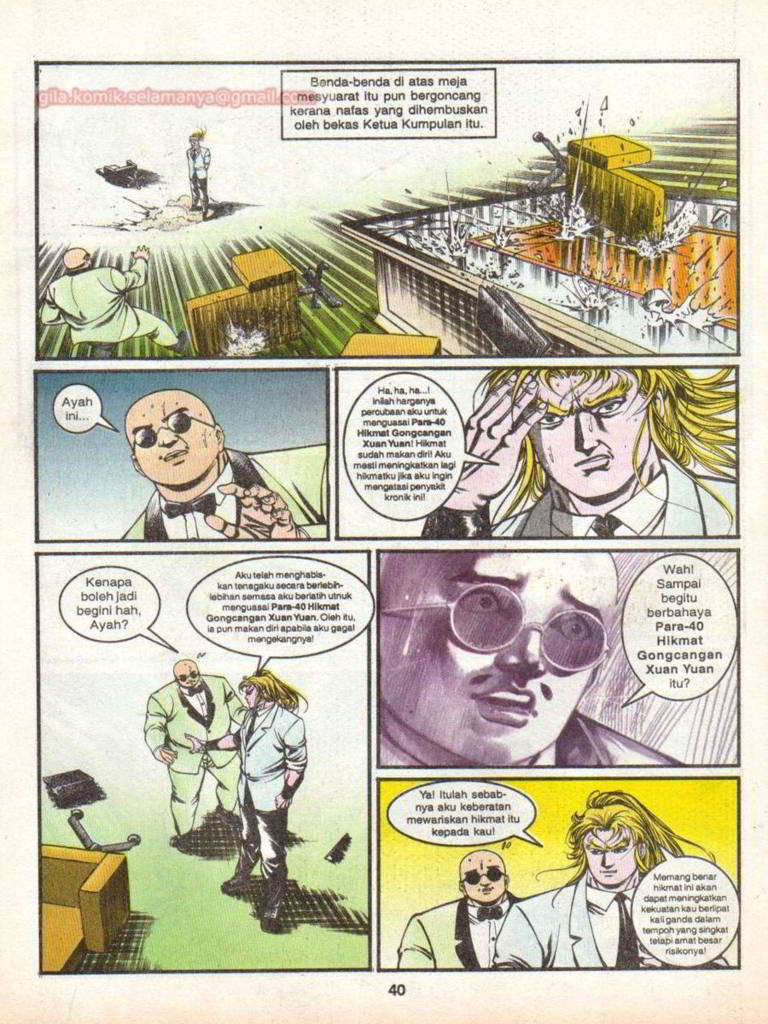 gila.komik.selamanya@gmail.com
Benda-benda di atas meja
mesyuarat itu pun bergoncang
kerana nafas yang dihembuskan
oleh bekas Ketua Kumpulan itu.
Ayah
ini...
Ha, ha, ha...!
Inilah harganya
percubaan aku untuk
menguasai Para-40
Hikmat Gongcangan
Xuan Yuan! Hikmat
sudah makan diri! Aku
mesti meningkatkan lagi
hikmatku jika aku ingin
mengatasi penyakit
kronik ini!
Kenapa
boleh jadi
begini hah,
Ayah?
Aku telah menghabis-
kan tenagaku secara berlebih-
lebihan semasa aku berlatih utnuk
menguasai Para-40 Hikmat
Gongcangan Xuan Yuan. Oleh itu,
ia pun makan diri apabila aku gagal
mengekangnya!
Wah!
Sampai
begitu
berbahaya
Para-40
Hikmat
Gongcangan
Xuan Yuan
itu?
Ya! Itulah sebab-
nya aku keberatan
mewariskan hikmat itu
kepada kau!
Memang benar
hikmat ini akan
dapat meningkatkan
kekuatan kau berlipat
kali ganda dalam
tempoh yang singkat
tetapi amat besar
risikonya!
40